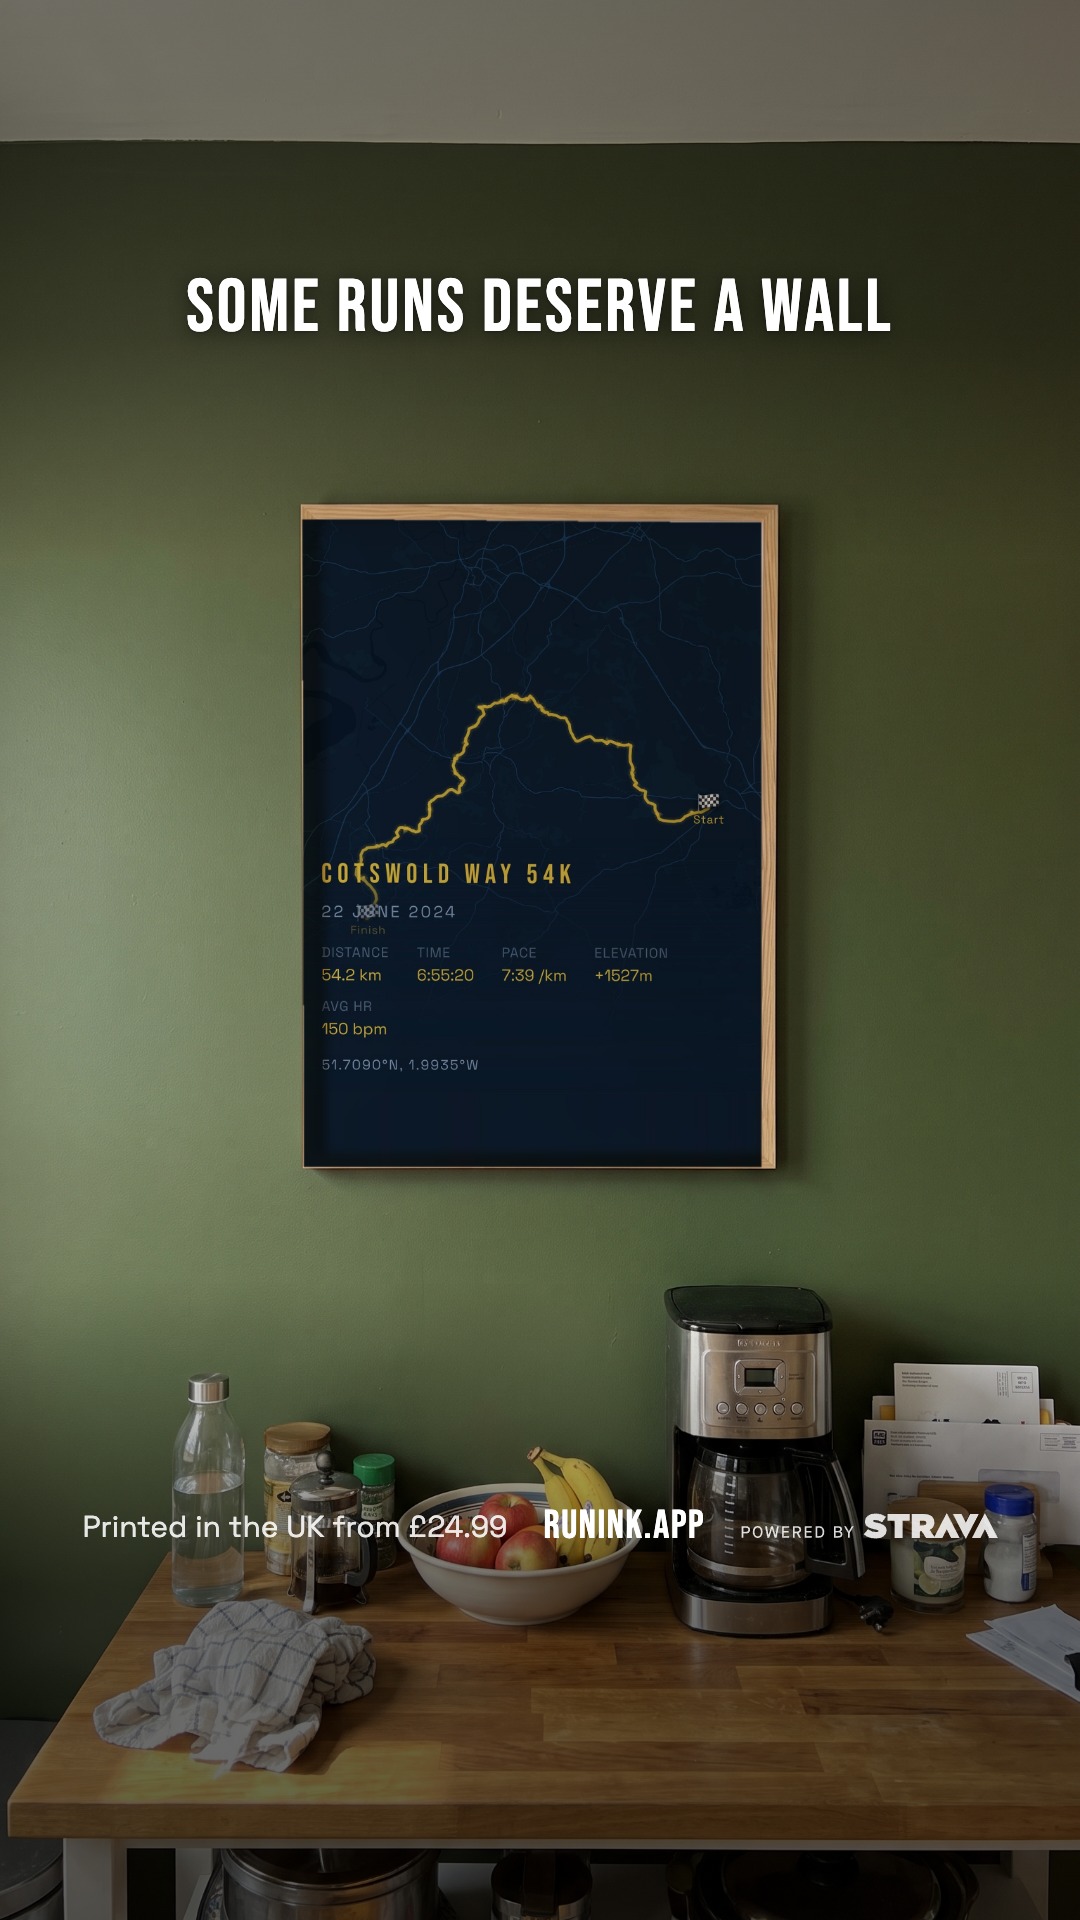 SOME RUNS DESERVE A WALL
Start
COTSWOLD WAY 54K
22 JUNE 2024
Finish
DISTANCE TIME PACE ELEVATION
54.2 km 6:55:20 7:39 /km +1527m
AVG HR
150 bpm
51.7090°N, 1.9935°W
Printed in the UK from £24.99 RUNINK.APP POWERED BY STRAVA